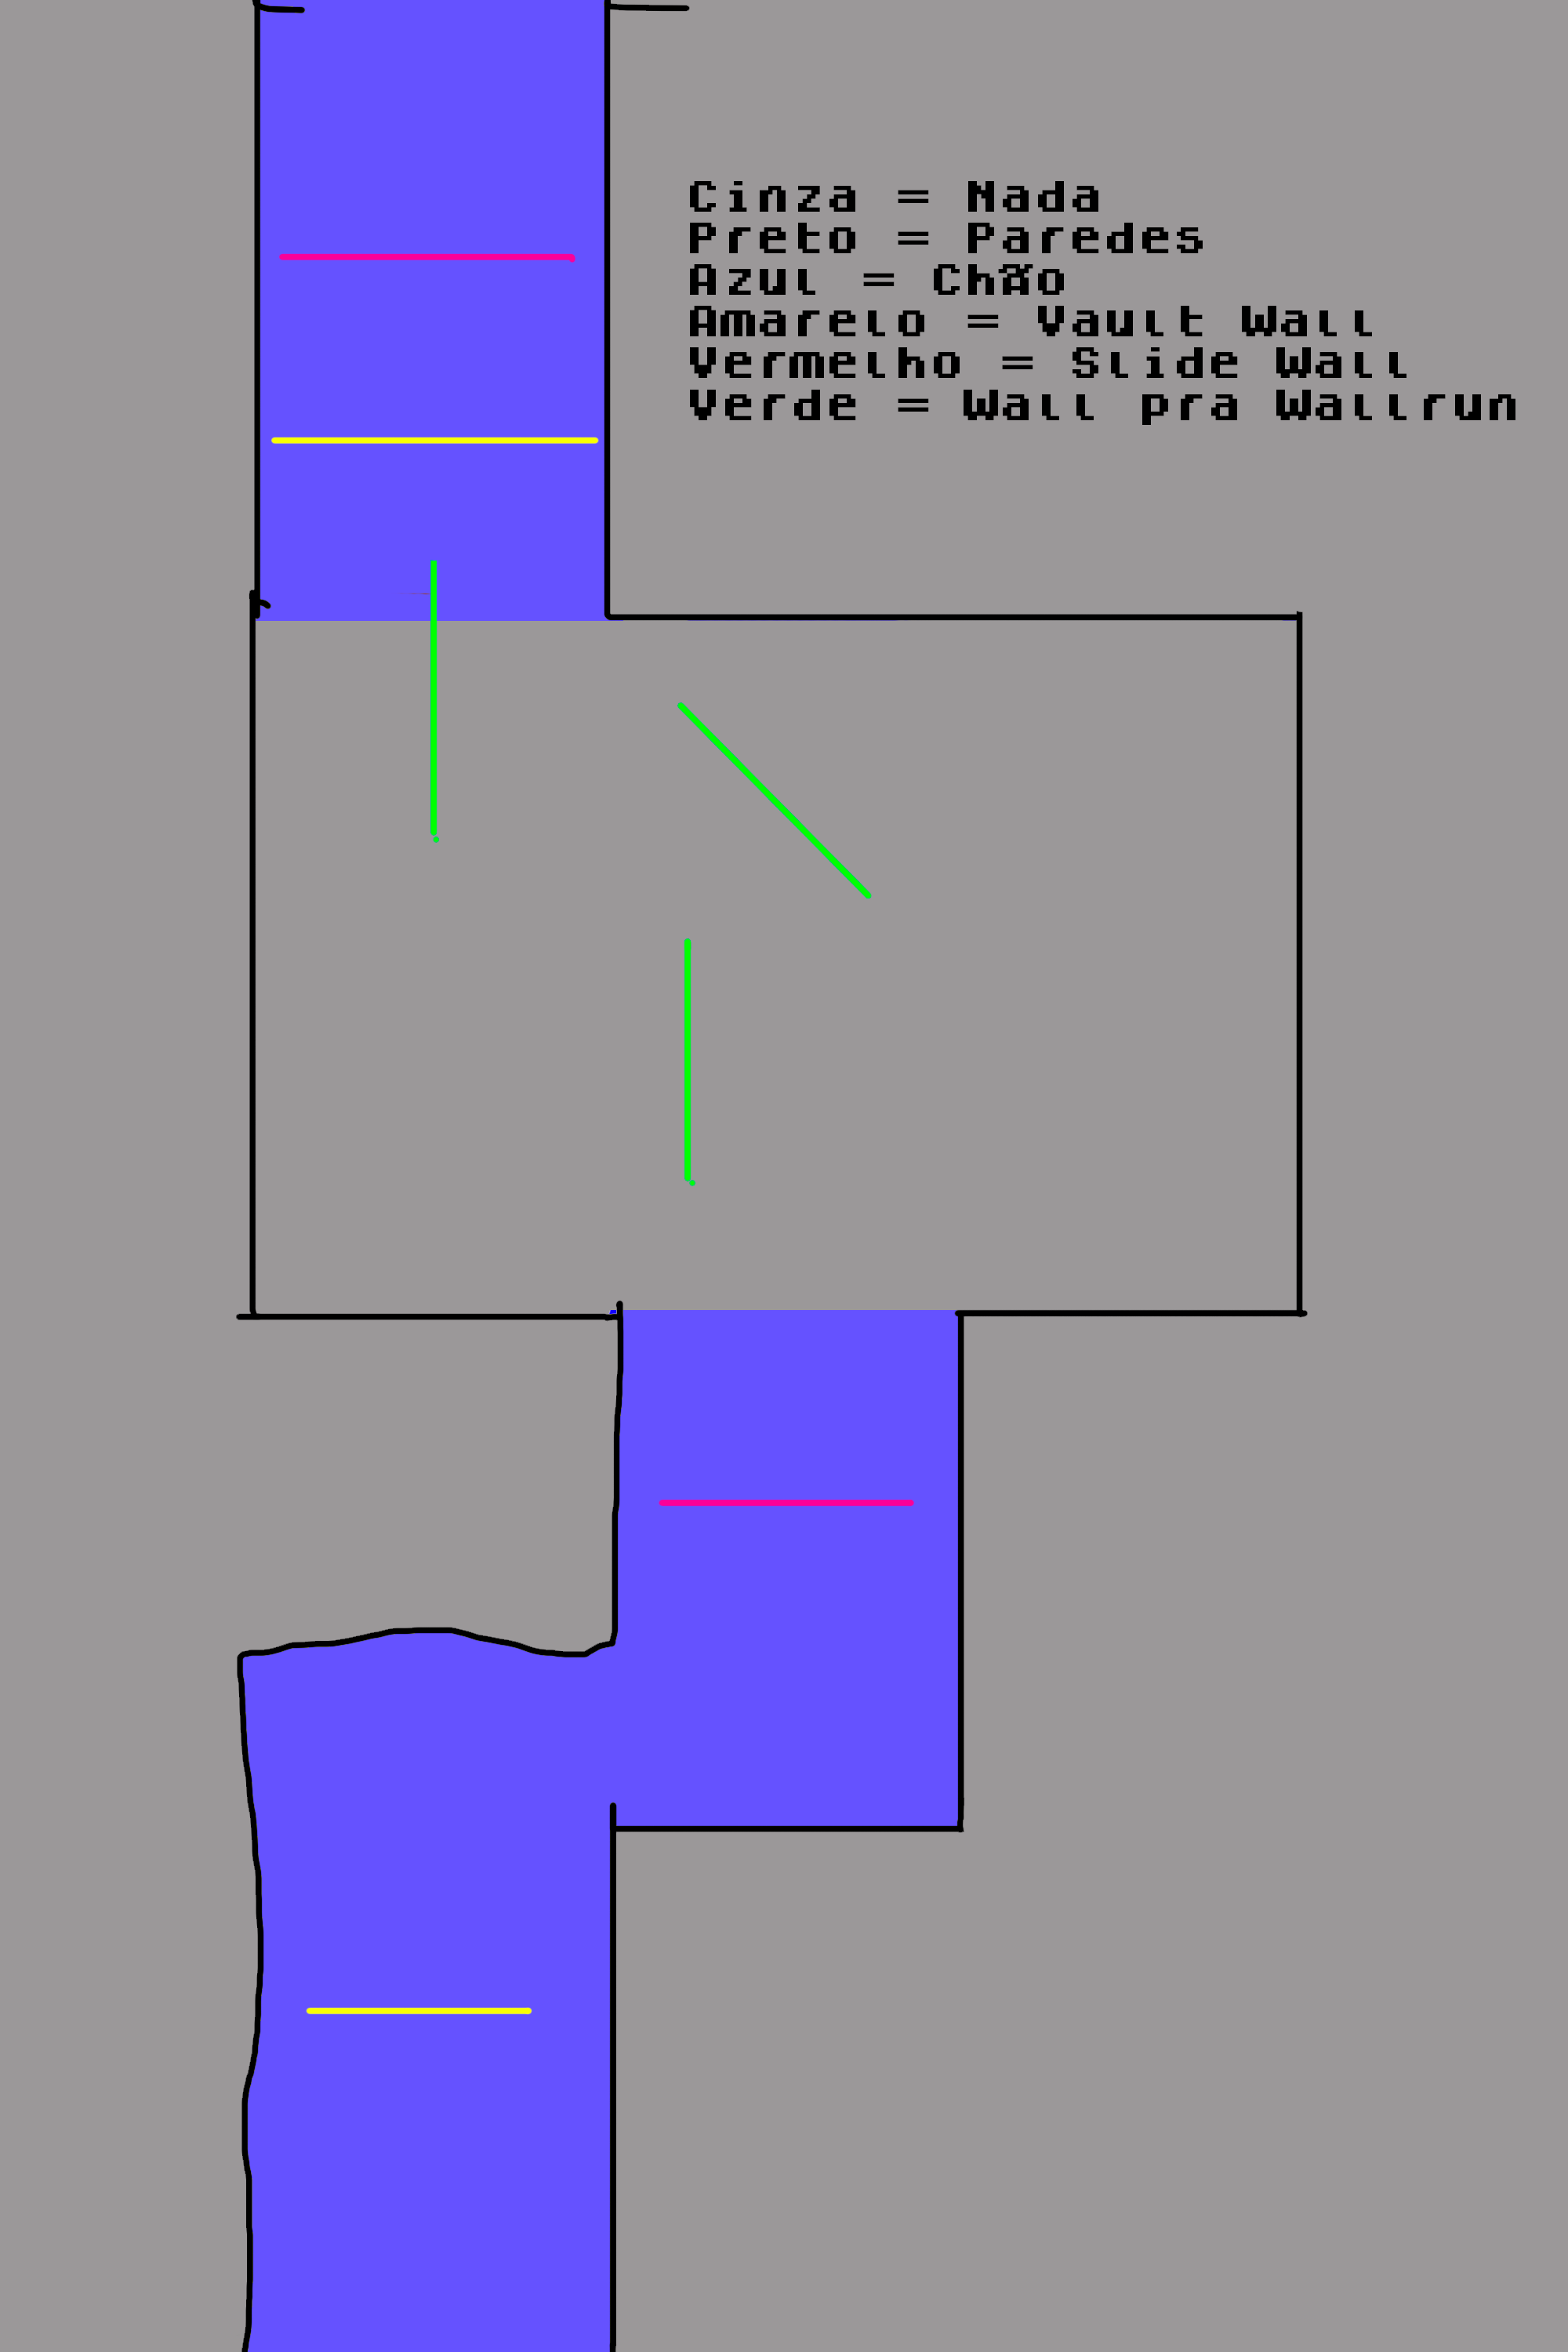 Cinza = Nada
Preto = Paredes
Azul = Chão
Amarelo = Vault Wall
Vermelho = Slide Wall
Verde = Wall pra Wallrun